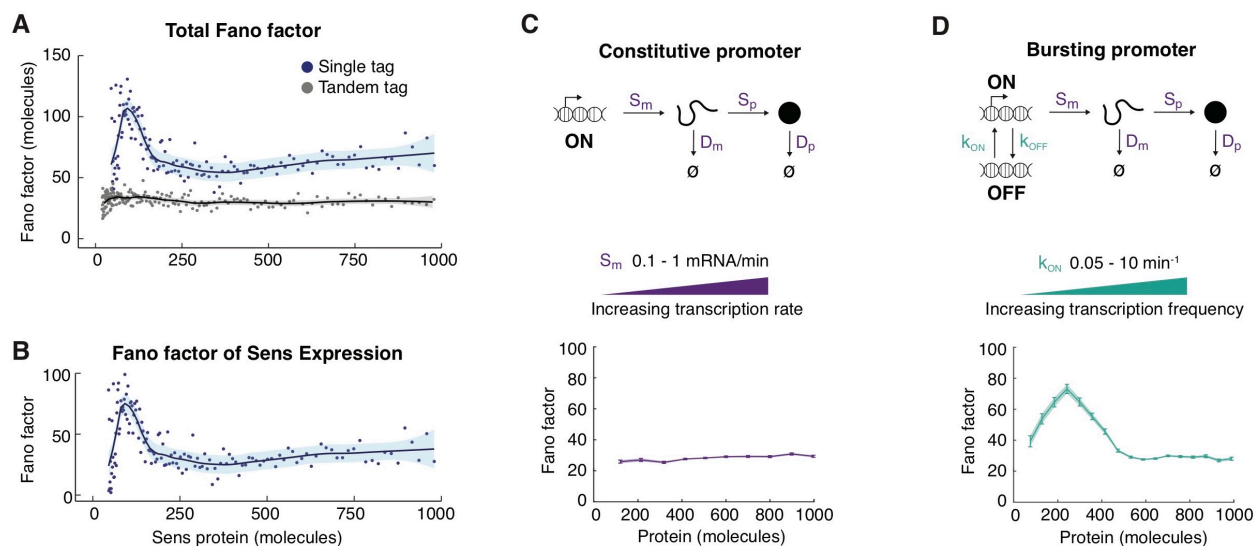 A
Total Fano factor
Fano factor (molecules)
150
100
50
0
Single tag
Tandem tag
0 250 500 750 1000
B
Fano factor of Sens Expression
Fano factor
100
50
0
0 250 500 750 1000
Sens protein (molecules)
C
Constitutive promoter
Sm
Sp
ON
Dm
Dp
Ø
Ø
Sm 0.1 - 1 mRNA/min
Increasing transcription rate
Fano factor
100
80
60
40
20
0
0 200 400 600 800 1000
Protein (molecules)
D
Bursting promoter
ON
Sm
Sp
kON
kOFF
Dm
Dp
OFF
Ø
Ø
kON 0.05 - 10 min-1
Increasing transcription frequency
Fano factor
100
80
60
40
20
0
0 200 400 600 800 1000
Protein (molecules)